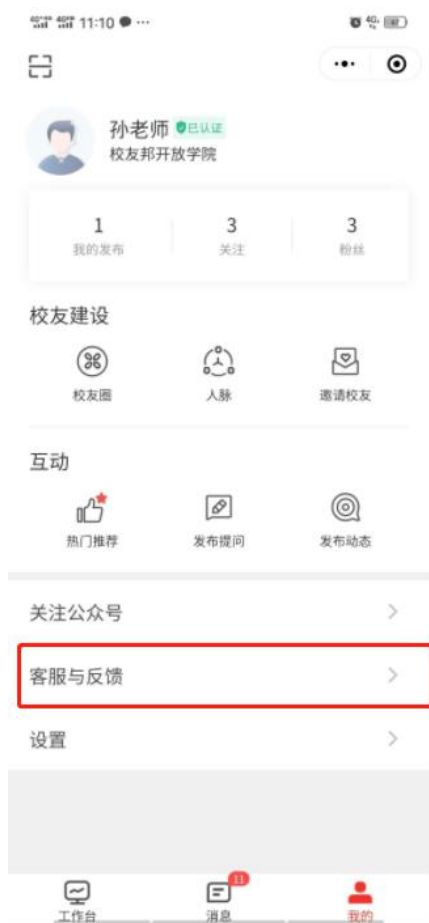 11:10
4G
孙老师 已认证
校友邦开放学院
1 3 3
我的发布 关注 粉丝
校友建设
校友圈 人脉 邀请校友
互动
热门推荐 发布提问 发布动态
关注公众号
客服与反馈
设置
11
工作台 消息 我的